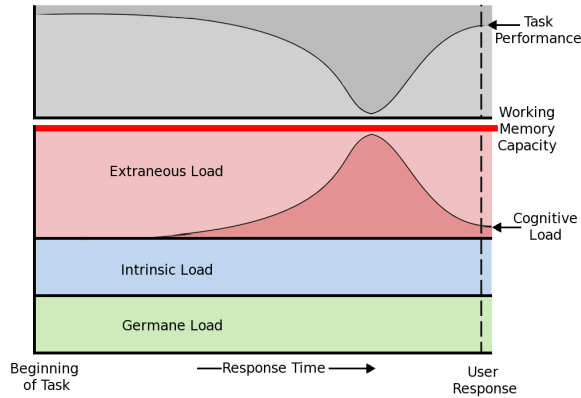 Task
Performance
Working
Memory
Capacity
Extraneous Load
Cognitive
Load
Intrinsic Load
Germane Load
Beginning
of Task
Response Time
User
Response